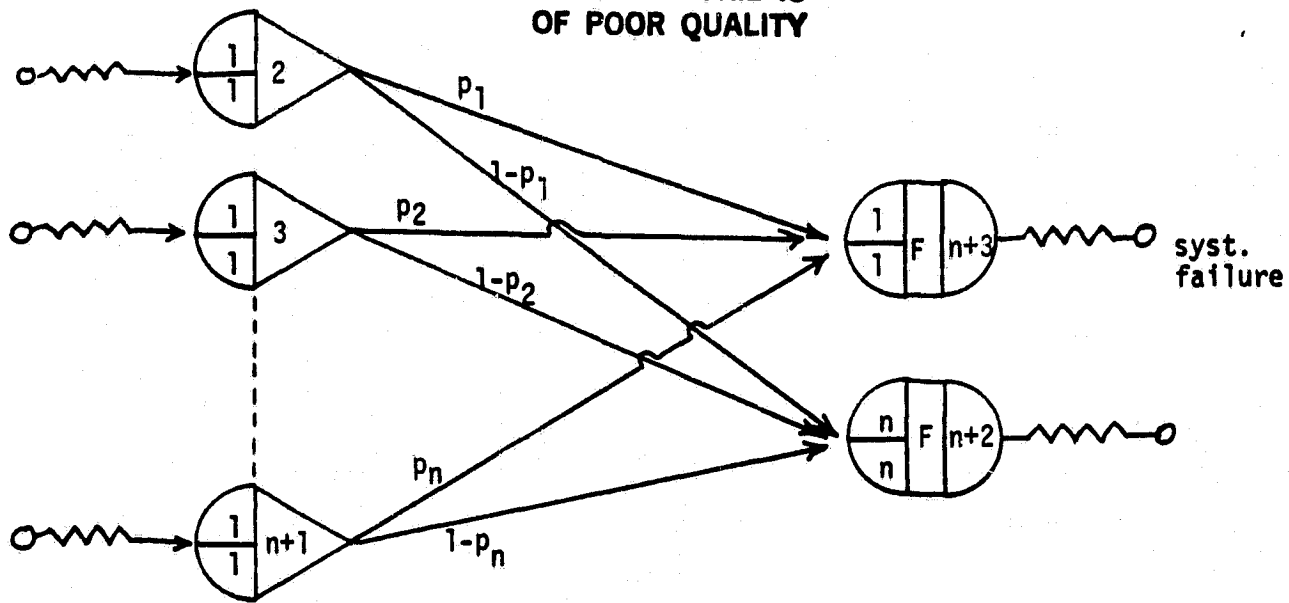 OF POOR QUALITY
1
1
2
p1
1-p1
1
1
3
p2
1-p2
1
1
F
n+3
syst.
failure
n
n
F
n+2
pn
1-pn
1
1
n+1